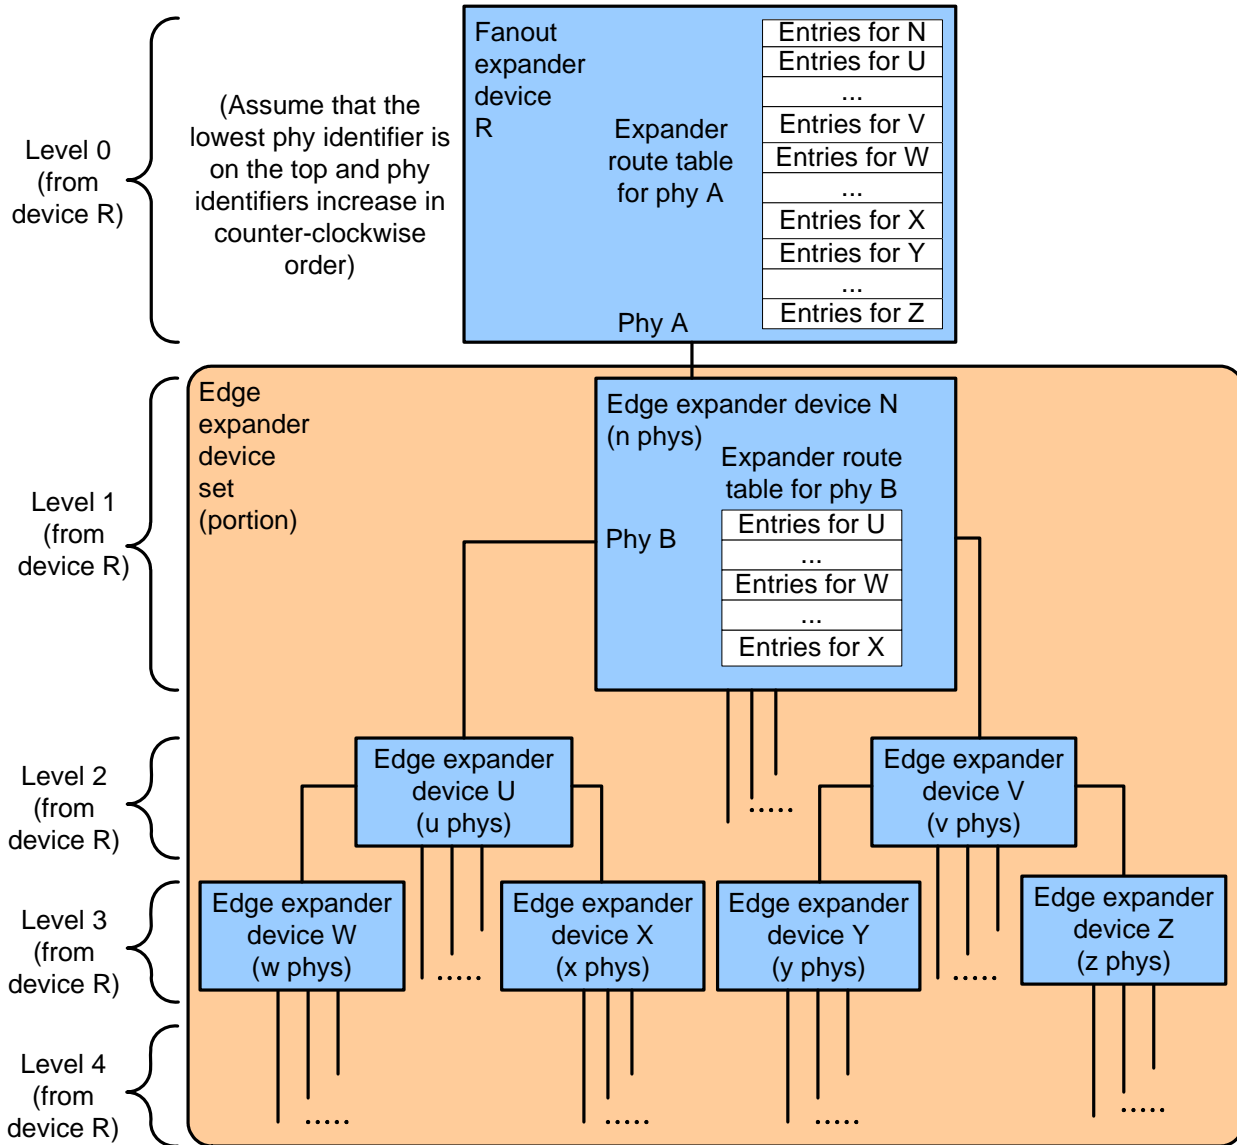 Level 0
(from
device R)
(Assume that the
lowest phy identifier is
on the top and phy
identifiers increase in
counter-clockwise
order)
Fanout
expander
device
R
Expander
route table
for phy A
Entries for N
Entries for U
...
Entries for V
Entries for W
...
Entries for X
Entries for Y
...
Entries for Z
Phy A
Level 1
(from
device R)
Edge
expander
device
set
(portion)
Edge expander device N
(n phys)
Expander route
table for phy B
Phy B
Entries for U
...
Entries for W
...
Entries for X
Level 2
(from
device R)
Edge expander
device U
(u phys)
.....
Edge expander
device V
(v phys)
Level 3
(from
device R)
Edge expander
device W
(w phys)
.....
Edge expander
device X
(x phys)
Edge expander
device Y
(y phys)
.....
Edge expander
device Z
(z phys)
Level 4
(from
device R)
.....
.....
.....
.....